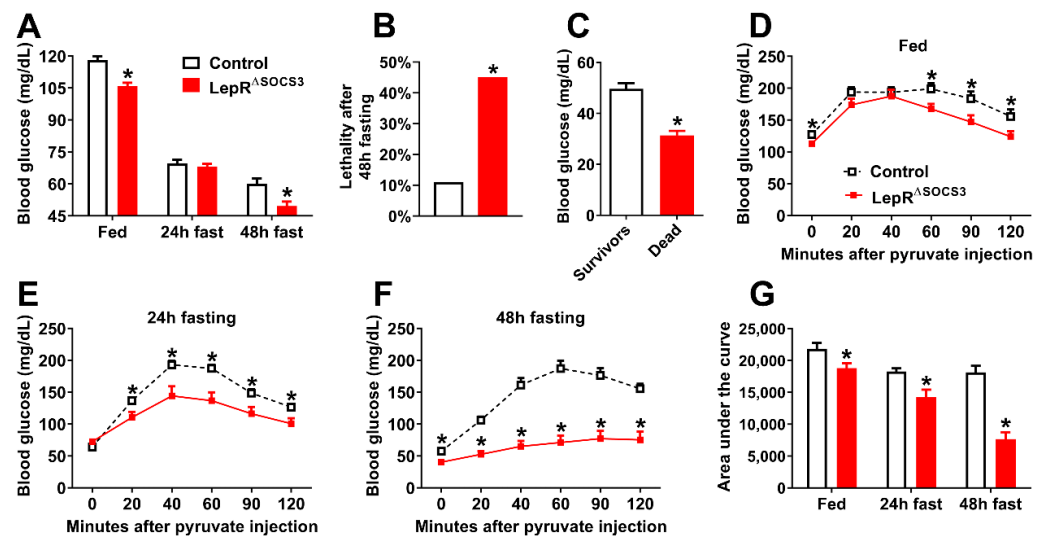 A
Blood glucose (mg/dL)
120
105
90
75
60
45
Control
LepR^ΔSOCS3
*
*
Fed
24h fast
48h fast
B
Lethality after
48h fasting
50%
40%
30%
20%
10%
0%
*
C
Blood glucose (mg/dL)
60
40
20
0
*
Survivors
Dead
D
Fed
Blood glucose (mg/dL)
250
200
150
100
50
* * * *
Control
LepR^ΔSOCS3
0 20 40 60 90 120
Minutes after pyruvate injection
E
24h fasting
Blood glucose (mg/dL)
250
200
150
100
50
0
* * * * *
0 20 40 60 90 120
Minutes after pyruvate injection
F
48h fasting
Blood glucose (mg/dL)
250
200
150
100
50
0
* * * * * *
0 20 40 60 90 120
Minutes after pyruvate injection
G
Area under the curve
25,000
20,000
15,000
10,000
5,000
0
*
*
*
Fed
24h fast
48h fast